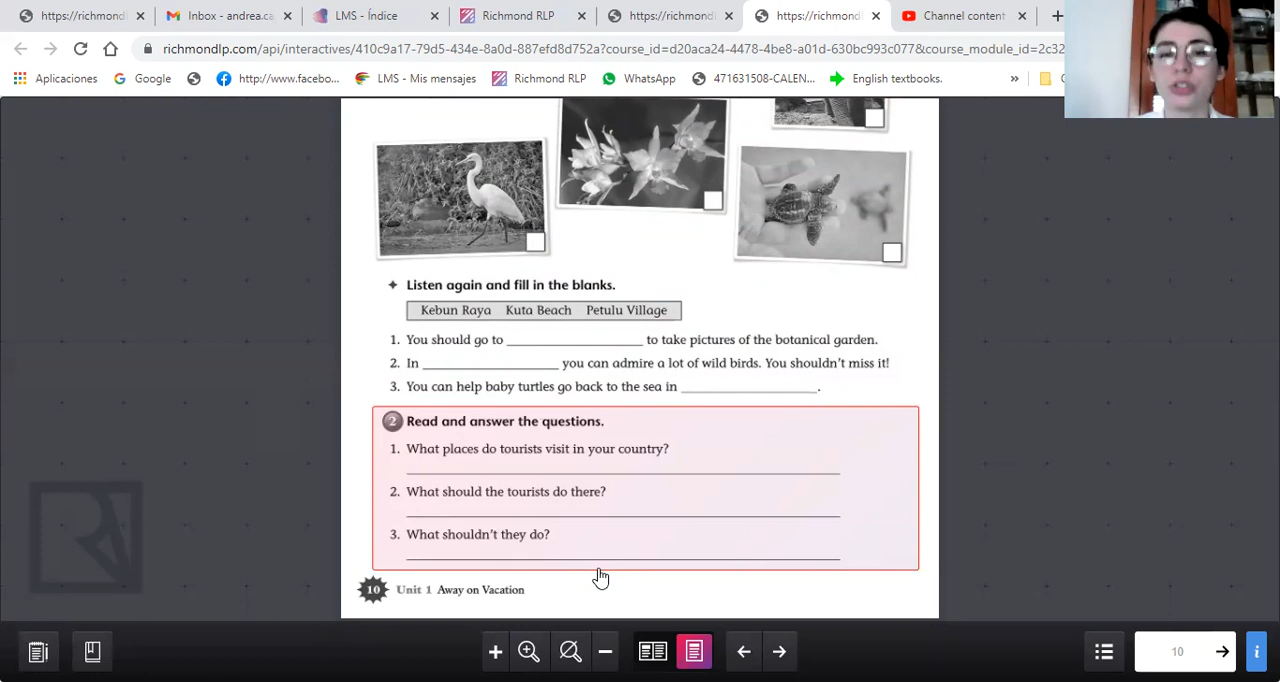 https://richmondl
Inbox - andrea.ca
LMS - Índice
Richmond RLP
https://richmondl
https://richmondl
Channel content
richmondlp.com/api/interactives/410c9a17-79d5-434e-8a0d-887efd8d752a?course_id=d20aca24-4478-4be8-a01d-630bc993c077&course_module_id=2c32
Aplicaciones
Google
http://www.facebo...
LMS - Mis mensajes
Richmond RLP
WhatsApp
471631508-CALEN...
English textbooks.
»
Listen again and fill in the blanks.
Kebun Raya Kuta Beach Petulu Village
1. You should go to ____________ to take pictures of the botanical garden.
2. In ____________ you can admire a lot of wild birds. You shouldn't miss it!
3. You can help baby turtles go back to the sea in ____________.
2 Read and answer the questions.
1. What places do tourists visit in your country?
2. What should the tourists do there?
3. What shouldn't they do?
10 Unit 1 Away on Vacation
10
i